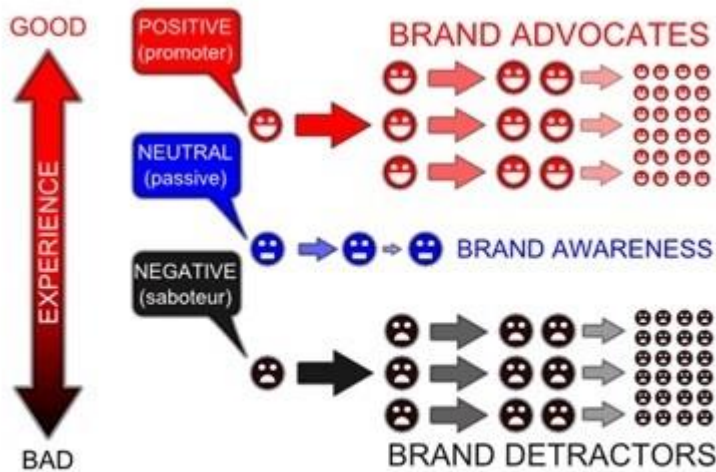 GOOD
POSITIVE
(promoter)
BRAND ADVOCATES
EXPERIENCE
NEUTRAL
(passive)
BRAND AWARENESS
NEGATIVE
(saboteur)
BAD
BRAND DETRACTORS